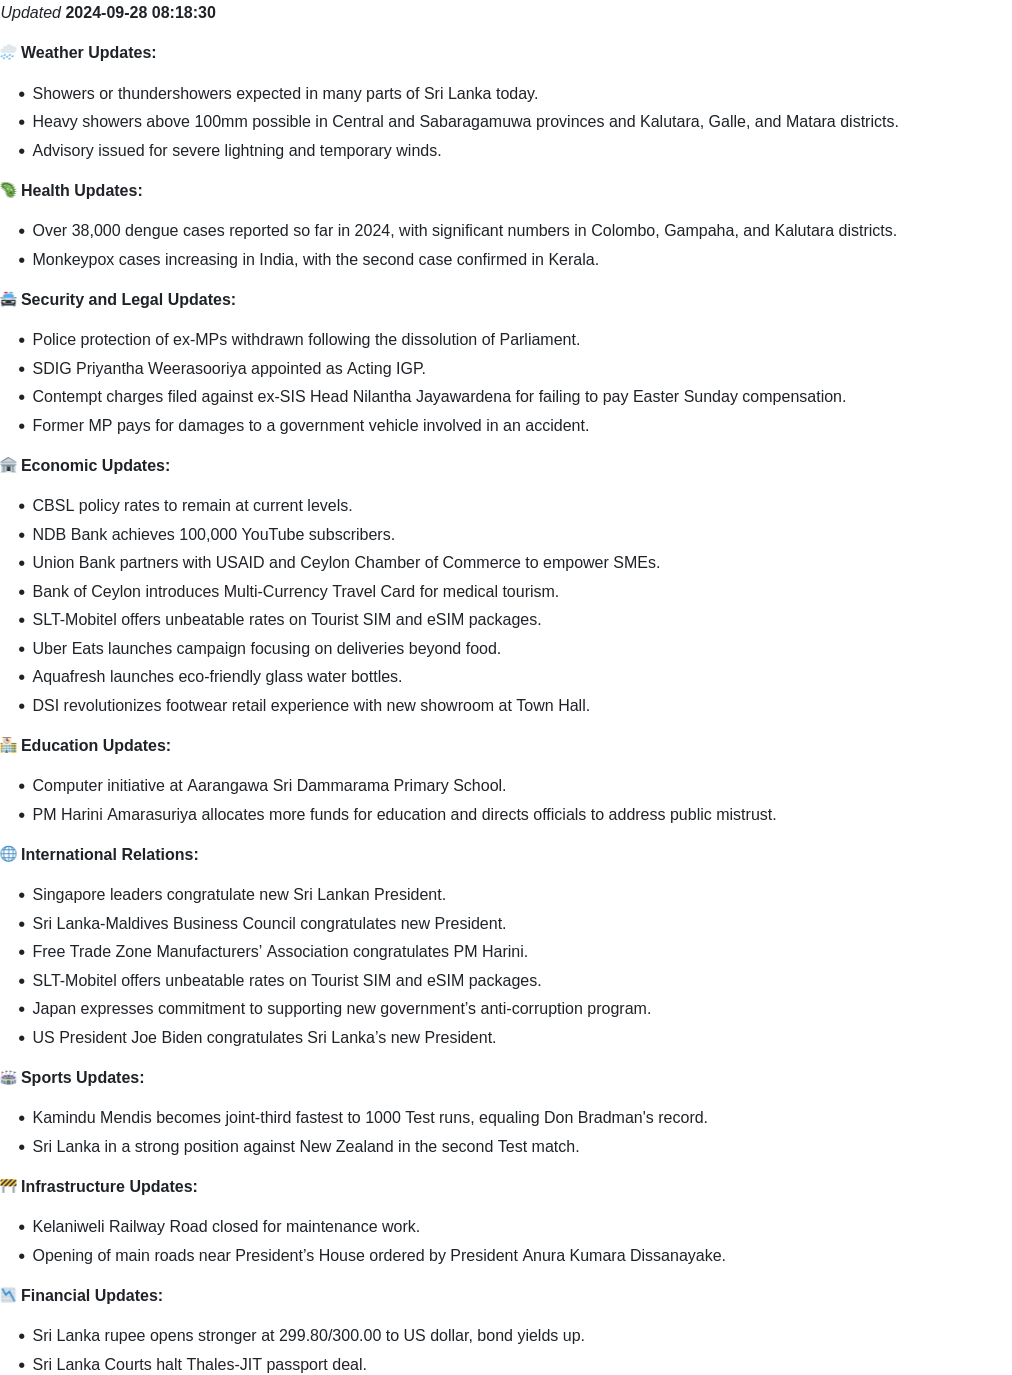 Updated 2024-09-28 08:18:30
🌧️ Weather Updates:
• Showers or thundershowers expected in many parts of Sri Lanka today.
• Heavy showers above 100mm possible in Central and Sabaragamuwa provinces and Kalutara, Galle, and Matara districts.
• Advisory issued for severe lightning and temporary winds.
🦠 Health Updates:
• Over 38,000 dengue cases reported so far in 2024, with significant numbers in Colombo, Gampaha, and Kalutara districts.
• Monkeypox cases increasing in India, with the second case confirmed in Kerala.
🚔 Security and Legal Updates:
• Police protection of ex-MPs withdrawn following the dissolution of Parliament.
• SDIG Priyantha Weerasooriya appointed as Acting IGP.
• Contempt charges filed against ex-SIS Head Nilantha Jayawardena for failing to pay Easter Sunday compensation.
• Former MP pays for damages to a government vehicle involved in an accident.
🏛️ Economic Updates:
• CBSL policy rates to remain at current levels.
• NDB Bank achieves 100,000 YouTube subscribers.
• Union Bank partners with USAID and Ceylon Chamber of Commerce to empower SMEs.
• Bank of Ceylon introduces Multi-Currency Travel Card for medical tourism.
• SLT-Mobitel offers unbeatable rates on Tourist SIM and eSIM packages.
• Uber Eats launches campaign focusing on deliveries beyond food.
• Aquafresh launches eco-friendly glass water bottles.
• DSI revolutionizes footwear retail experience with new showroom at Town Hall.
🏫 Education Updates:
• Computer initiative at Aarangawa Sri Dammarama Primary School.
• PM Harini Amarasuriya allocates more funds for education and directs officials to address public mistrust.
🌐 International Relations:
• Singapore leaders congratulate new Sri Lankan President.
• Sri Lanka-Maldives Business Council congratulates new President.
• Free Trade Zone Manufacturers’ Association congratulates PM Harini.
• SLT-Mobitel offers unbeatable rates on Tourist SIM and eSIM packages.
• Japan expresses commitment to supporting new government’s anti-corruption program.
• US President Joe Biden congratulates Sri Lanka’s new President.
🏟️ Sports Updates:
• Kamindu Mendis becomes joint-third fastest to 1000 Test runs, equaling Don Bradman's record.
• Sri Lanka in a strong position against New Zealand in the second Test match.
🚧 Infrastructure Updates:
• Kelaniweli Railway Road closed for maintenance work.
• Opening of main roads near President’s House ordered by President Anura Kumara Dissanayake.
📉 Financial Updates:
• Sri Lanka rupee opens stronger at 299.80/300.00 to US dollar, bond yields up.
• Sri Lanka Courts halt Thales-JIT passport deal.